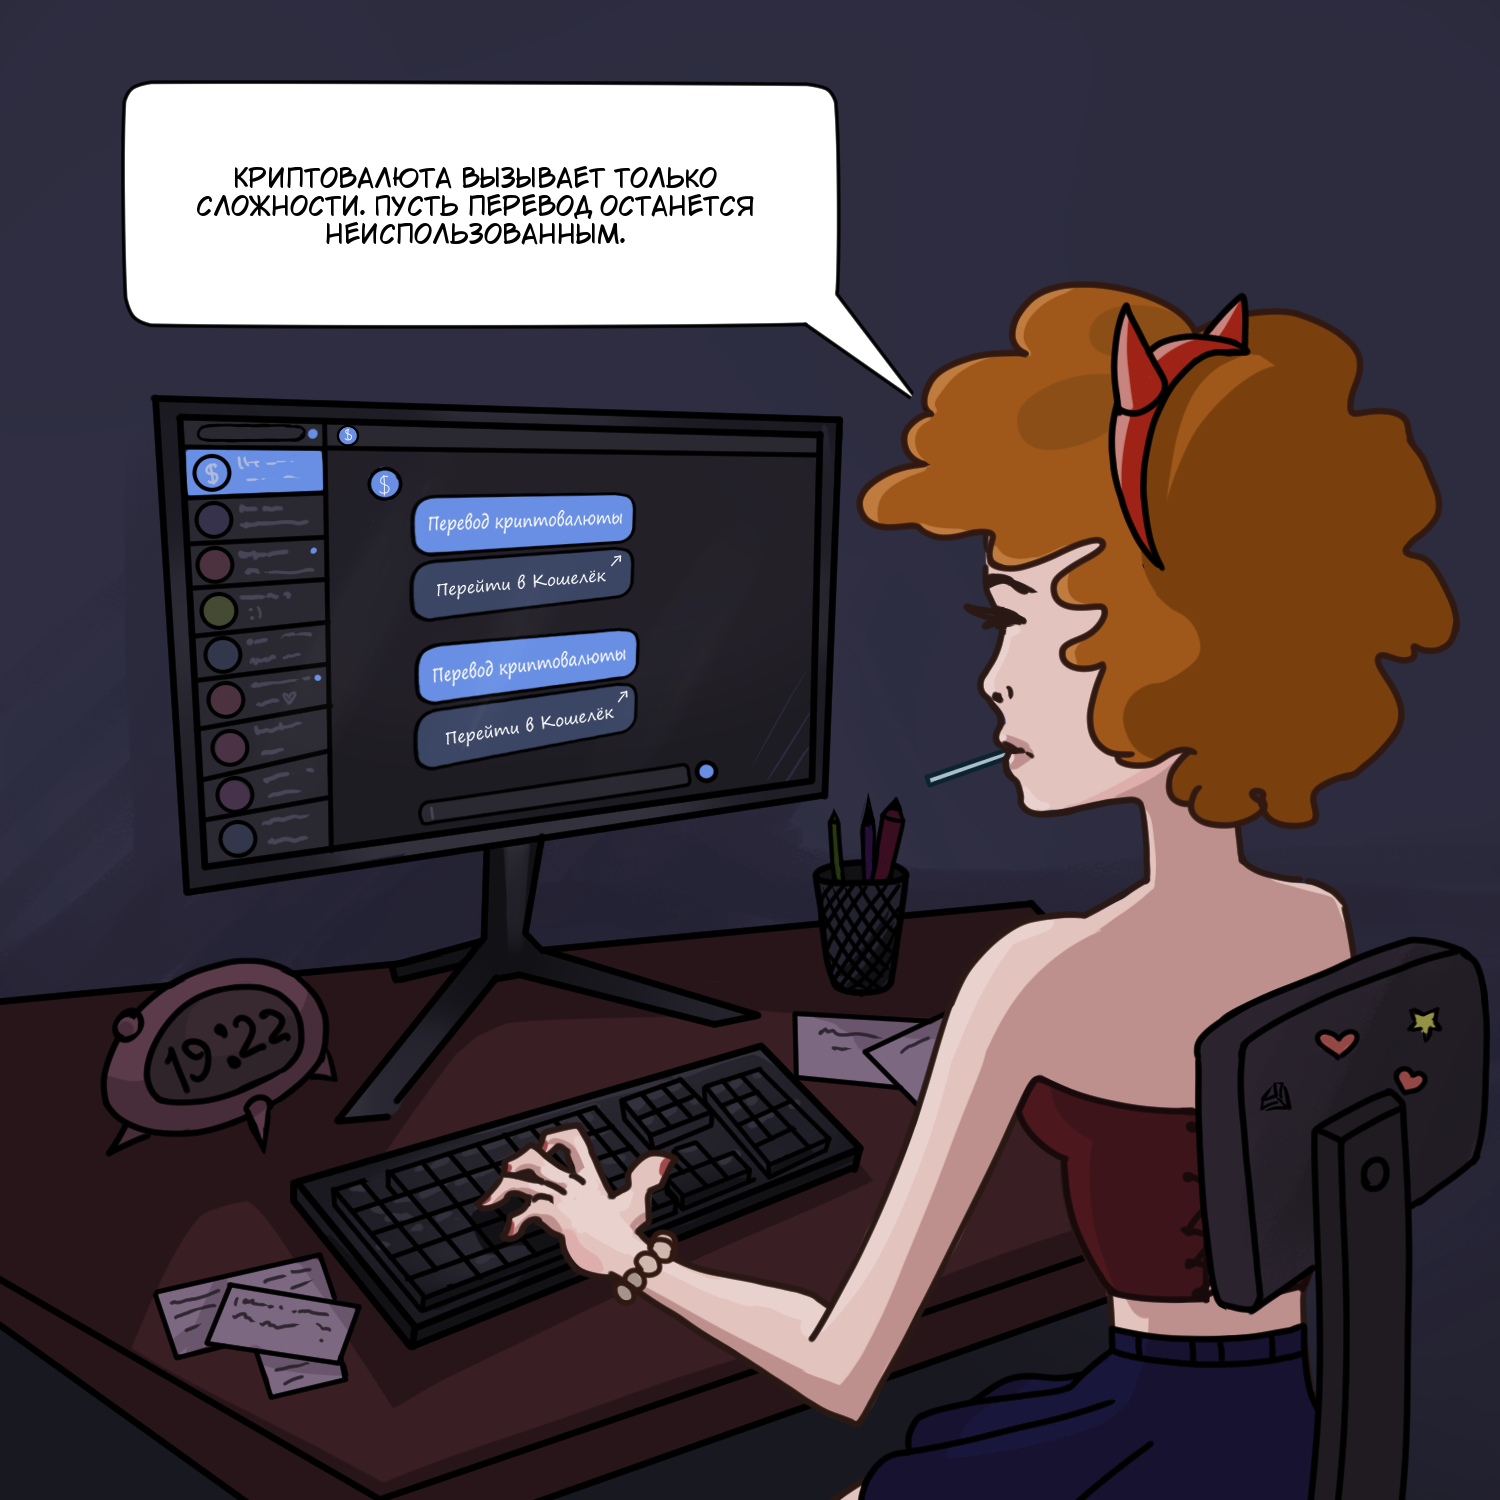 КРИПТОВАЛЮТА ВЫЗЫВАЕТ ТОЛЬКО
СЛОЖНОСТИ. ПУСТЬ ПЕРЕВОД ОСТАНЕТСЯ
НЕИСПОЛЬЗОВАННЫМ.
$
$
$
Перевод криптовалюты
Перейти в Кошелёк
Перевод криптовалюты
Перейти в Кошелёк
:)
19:22